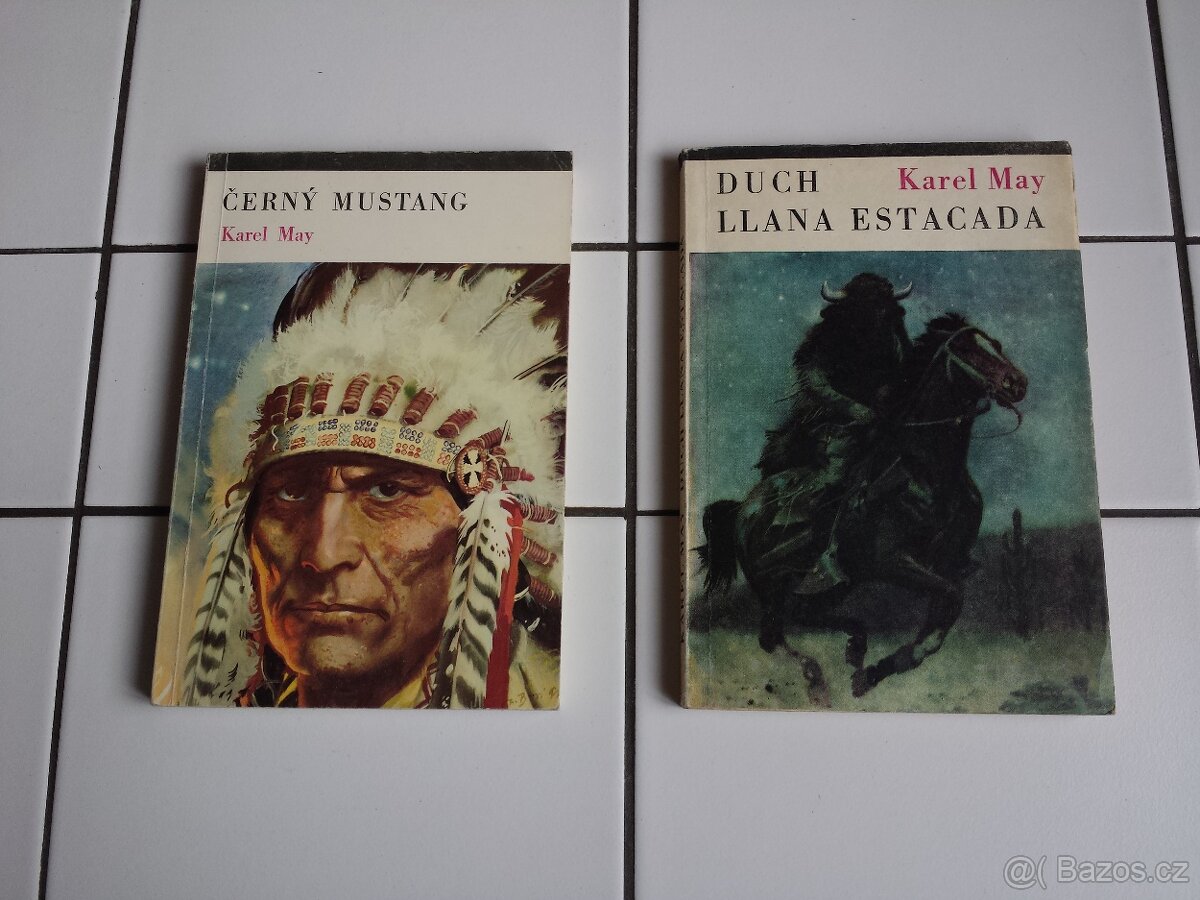 ČERNÝ MUSTANG
Karel May
DUCH Karel May
LLANA ESTACADA
@( Bazos.cz